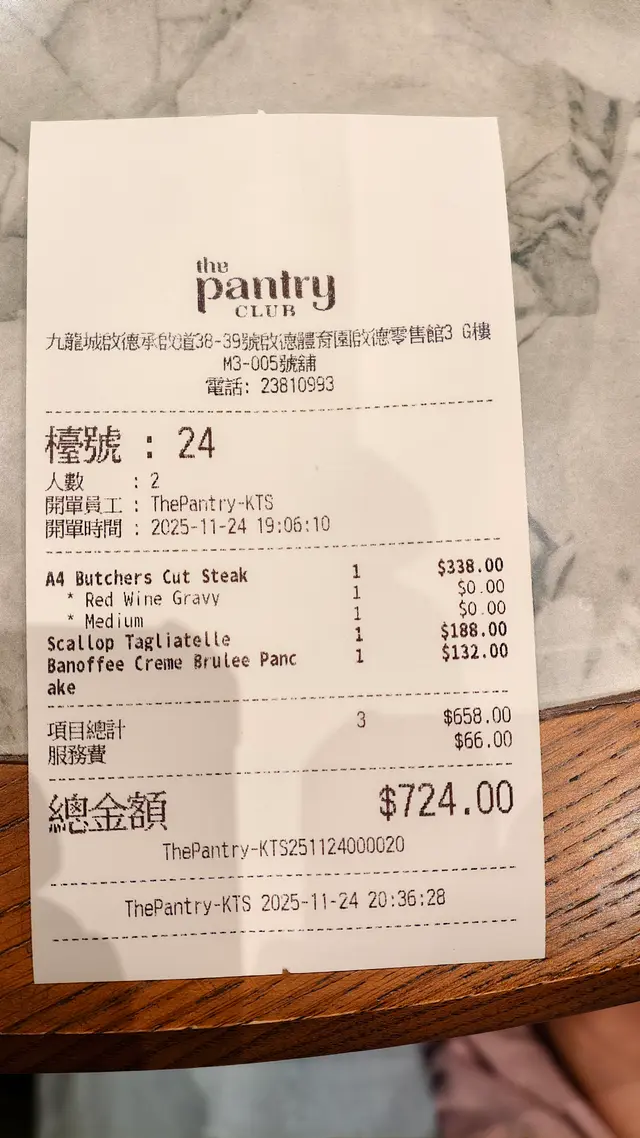 the
pantry
CLUB
九龍城啟德承啟道38-39號啟德體育園啟德零售館3 G樓
M3-005號舖
電話: 23810993
檯號 : 24
人數 : 2
開單員工 : ThePantry-KTS
開單時間 : 2025-11-24 19:06:10
A4 Butchers Cut Steak 1 $338.00
* Red Wine Gravy 1 $0.00
* Medium 1 $0.00
Scallop Tagliatelle 1 $188.00
Banoffee Creme Brulee Panc 1 $132.00
ake
項目總計 3 $658.00
服務費 $66.00
總金額 $724.00
ThePantry-KTS251124000020
ThePantry-KTS 2025-11-24 20:36:28